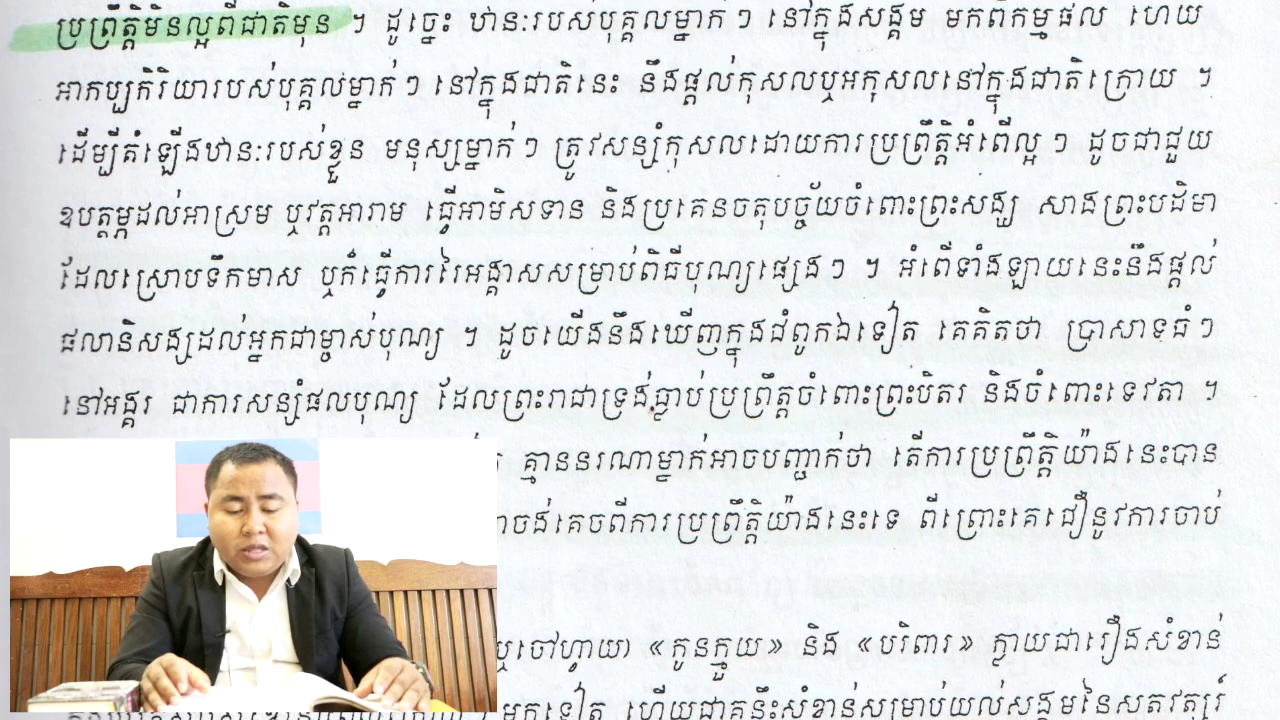 ប្រព្រឹត្តិមិនល្អពីជាតិមុន ។ ដូច្នេះ ឋានៈរបស់បុគ្គលម្នាក់ៗ នៅក្នុងសង្គម មកពីកម្មផល ហើយ
អាកប្បកិរិយារបស់បុគ្គលម្នាក់ៗ នៅក្នុងជាតិនេះ នឹងផ្តល់កុសលឬអកុសលនៅក្នុងជាតិក្រោយ ។
ដើម្បីតំឡើងឋានៈរបស់ខ្លួន មនុស្សម្នាក់ៗ ត្រូវសន្សំកុសលដោយការប្រព្រឹត្តិអំពើល្អៗ ដូចជាជួយ
ឧបត្ថម្ភដល់អាស្រម ឬវត្តអារាម ធ្វើអាមិសទាន និងប្រគេនចតុប្បច្ច័យចំពោះព្រះសង្ឃ សាងព្រះបដិមា
ដែលស្រោបទឹកមាស ឬក៏ធ្វើការរៃអង្គាសសម្រាប់ពិធីបុណ្យផ្សេងៗ ។ អំពើទាំងឡាយនេះនឹងផ្តល់
ផលានិសង្សដល់អ្នកជាម្ចាស់បុណ្យ ។ ដូចយើងនឹងឃើញក្នុងជំពូកឯទៀត គេគិតថា ប្រាសាទធំៗ
នៅអង្គរ ជាការសន្សំផលបុណ្យ ដែលព្រះរាជាទ្រង់ធ្លាប់ប្រព្រឹត្តចំពោះព្រះបិតរ និងចំពោះទេវតា ។
គ្មាននរណាម្នាក់អាចបញ្ជាក់ថា តើការប្រព្រឹត្តិយ៉ាងនេះបាន
ចង់គេចពីការប្រព្រឹត្តិយ៉ាងនេះទេ ពីព្រោះគេជឿនូវការចាប់
ឬចៅហ្វាយ) «កូនក្មួយ» និង «បរិពារ» ក្លាយជារឿងសំខាន់
មកទៀត ហើយជាគន្លឹះសំខាន់សម្រាប់យល់សង្គមនៃសតវត្សរ៍